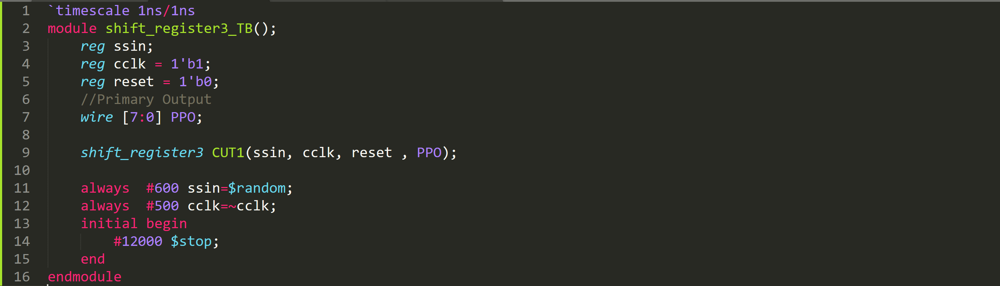 1 `timescale 1ns/1ns
2 module shift_register3_TB();
3 reg ssin;
4 reg cclk = 1'b1;
5 reg reset = 1'b0;
6 //Primary Output
7 wire [7:0] PPO;
8
9 shift_register3 CUT1(ssin, cclk, reset , PPO);
10
11 always  #600 ssin=$random;
12 always  #500 cclk=~cclk;
13 initial begin
14 #12000 $stop;
15 end
16 endmodule